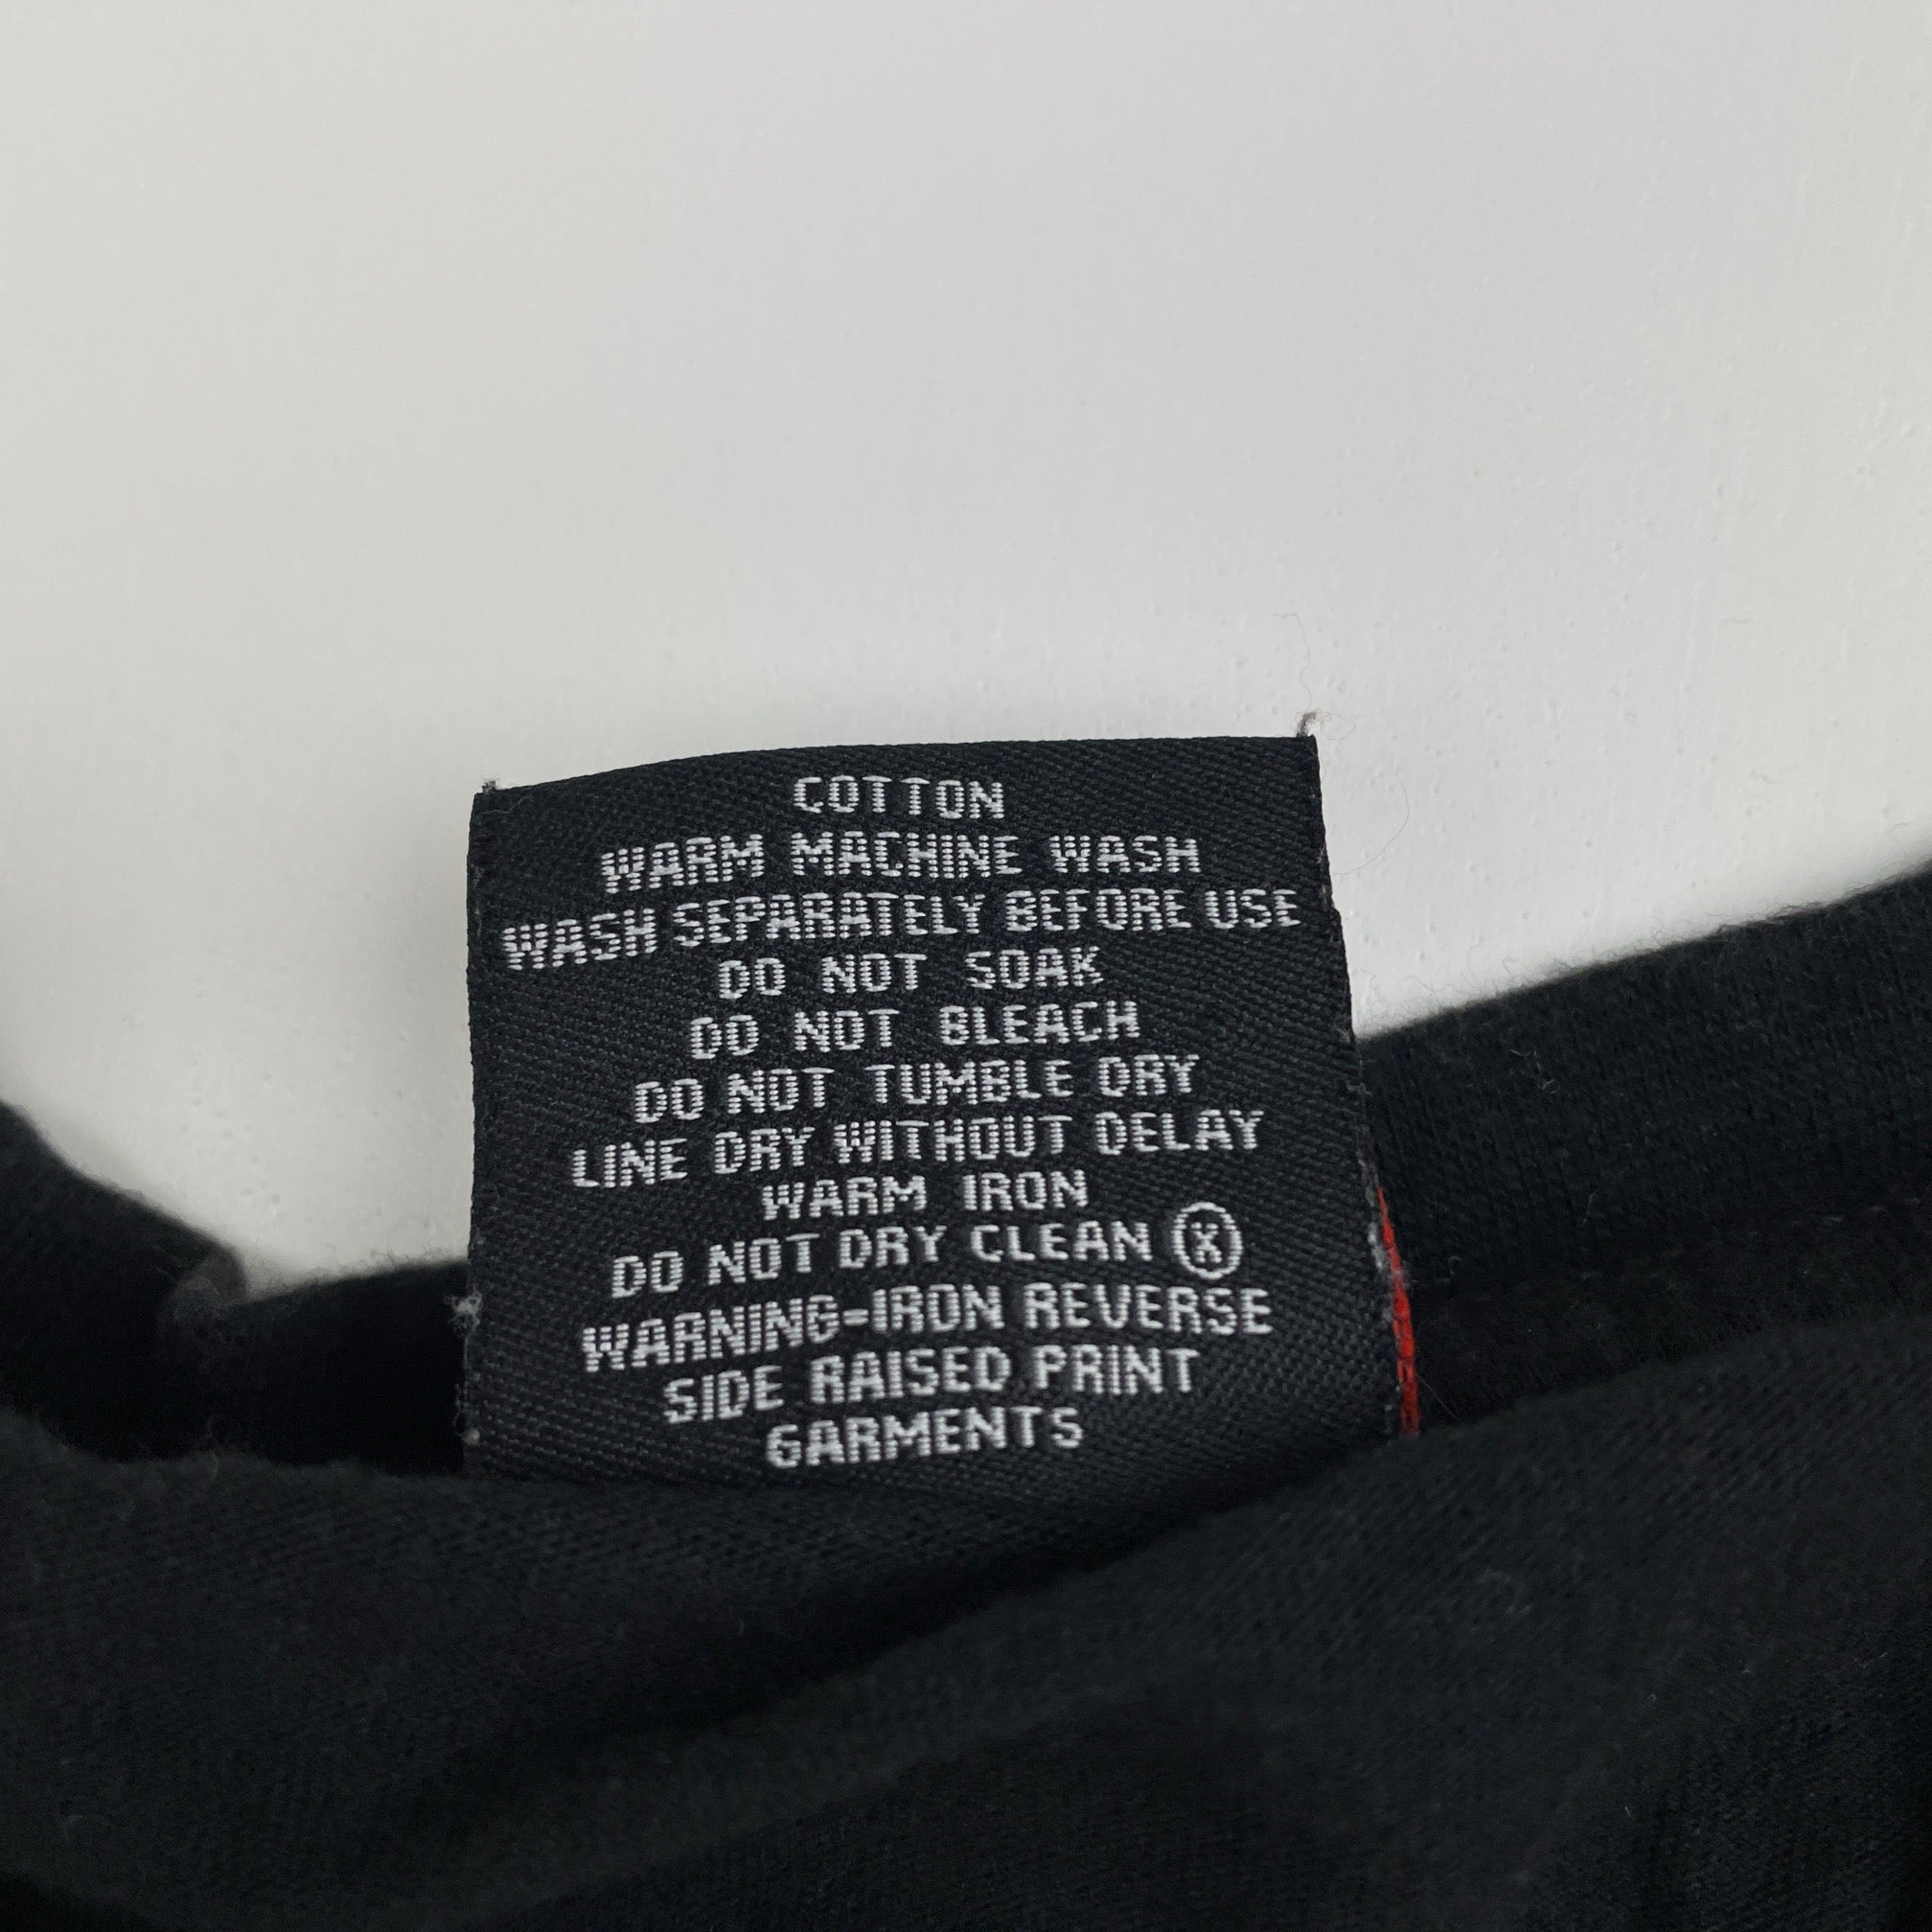 COTTON
WARM MACHINE WASH
WASH SEPARATELY BEFORE USE
DO NOT SOAK
DO NOT BLEACH
DO NOT TUMBLE DRY
LINE DRY WITHOUT DELAY
WARM IRON
DO NOT DRY CLEAN
WARNING-IRON REVERSE
SIDE RAISED PRINT
GARMENTS